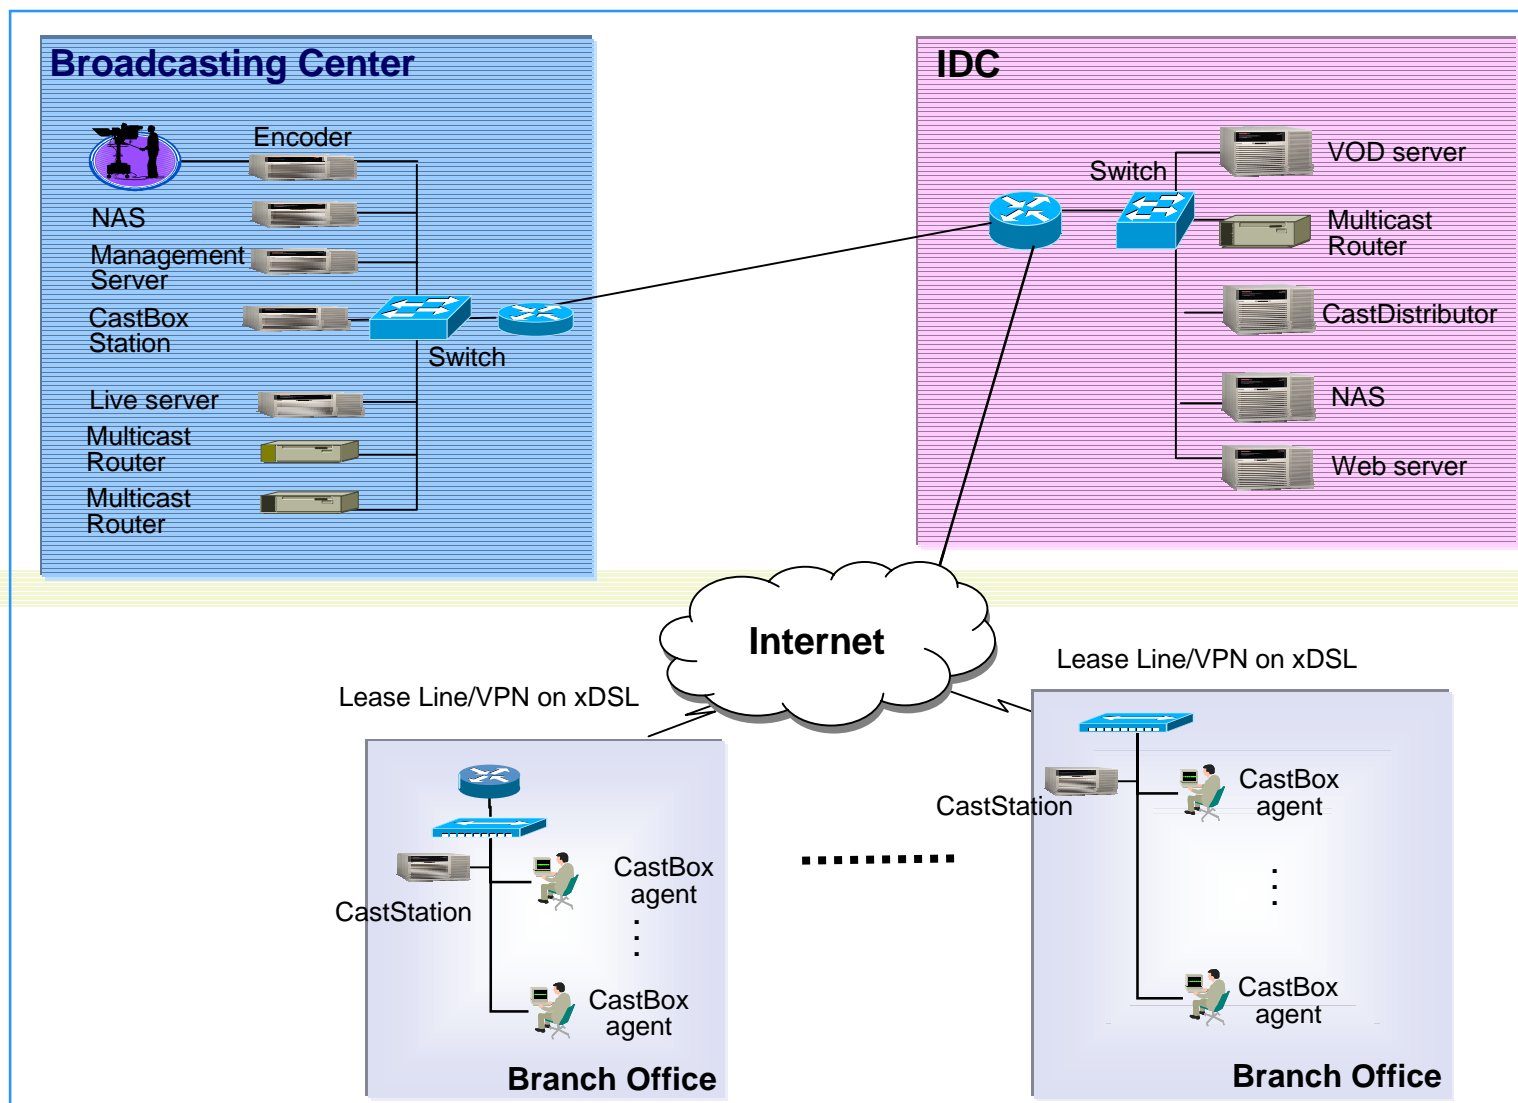 Broadcasting Center
Encoder
NAS
Management
Server
CastBox
Station
Switch
Live server
Multicast
Router
Multicast
Router
IDC
Switch
VOD server
Multicast
Router
CastDistributor
NAS
Web server
Internet
Lease Line/VPN on xDSL
Lease Line/VPN on xDSL
CastStation
CastBox
agent
CastBox
agent
Branch Office
CastStation
CastBox
agent
CastBox
agent
Branch Office